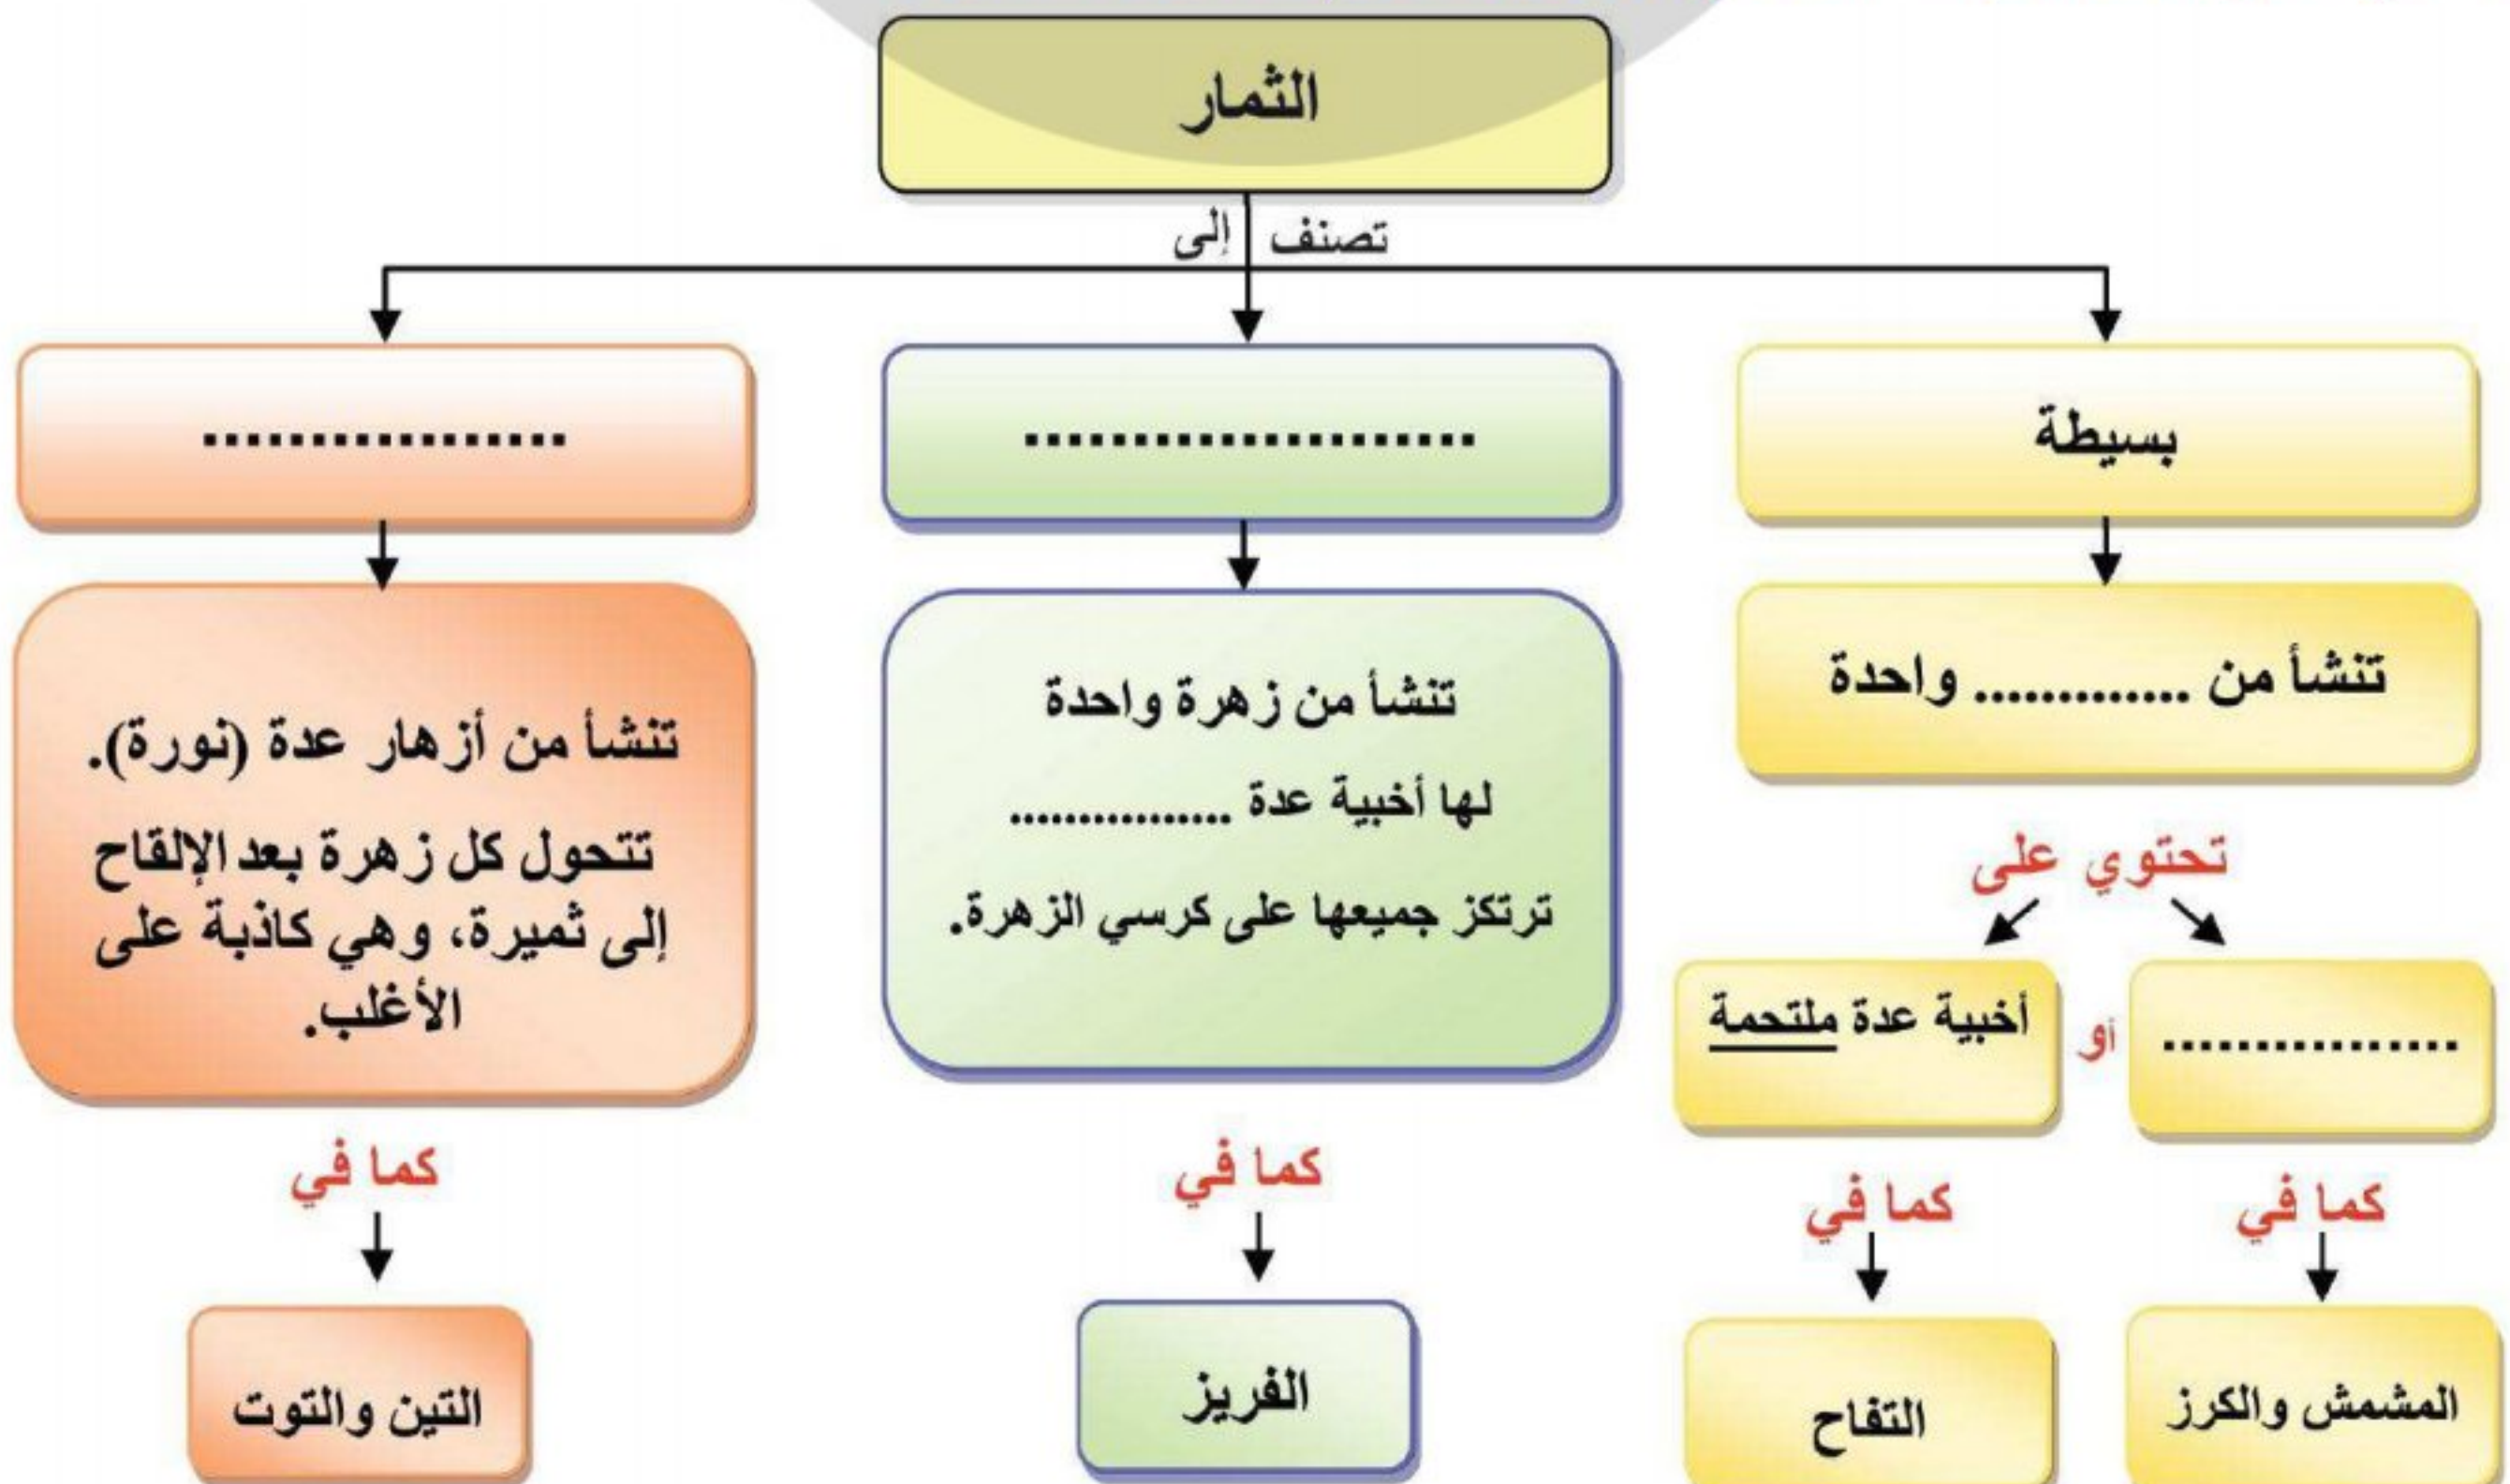 الثمار
تصنف إلى
بسيطة
......................
..................
تنشأ من ............. واحدة
تحتوي على
................
أو
أخبية عدة ملتحمة
كما في
المشمش والكرز
كما في
التفاح
تنشأ من زهرة واحدة
لها أخبية عدة ................
ترتكز جميعها على كرسي الزهرة.
كما في
الفريز
تنشأ من أزهار عدة (نورة).
تتحول كل زهرة بعد الإلقاح
إلى ثميرة، وهي كاذبة على
الأغلب.
كما في
التين والتوت